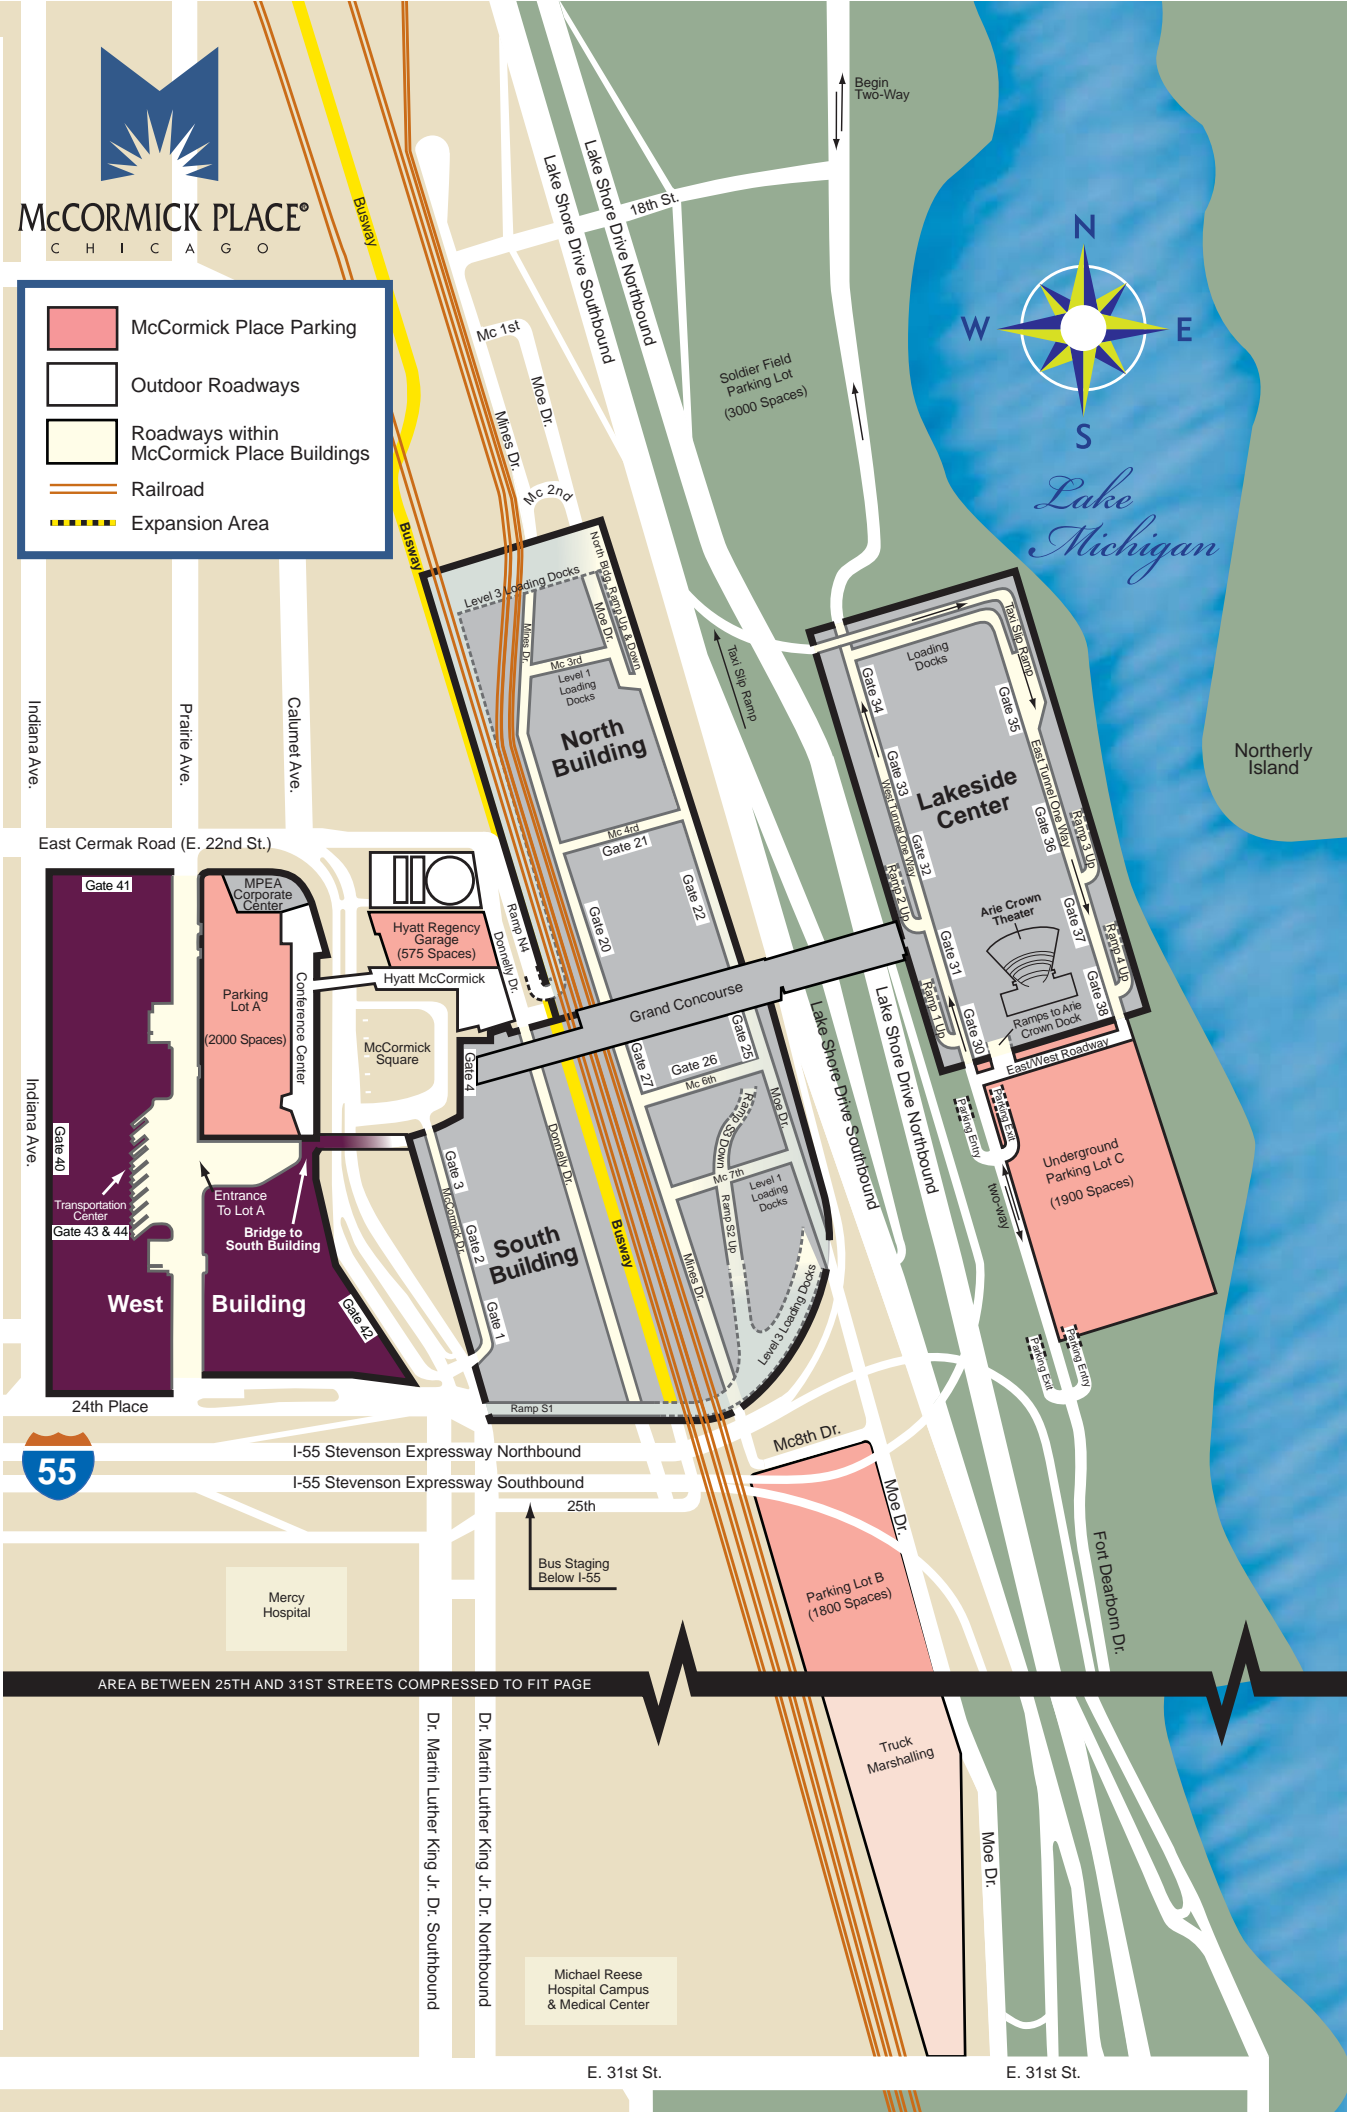 McCORMICK PLACE®
CHICAGO
McCormick Place Parking
Outdoor Roadways
Roadways within
McCormick Place Buildings
Railroad
Expansion Area
Busway
Busway
Begin
Two-Way
Lake Shore Drive Southbound
Lake Shore Drive Northbound
18th St.
N
W
E
S
Lake
Michigan
Mc 1st
Moe Dr.
Mines Dr.
Mc 2nd
Soldier Field
Parking Lot
(3000 Spaces)
Northerly
Island
Level 3 Loading Docks
North Bldg. Ramp Up & Down
Moe Dr.
Mines Dr.
Mc 3rd
Level 1
Loading
Docks
North
Building
Mc 4rd
Gate 21
Gate 22
Gate 20
Taxi Slip Ramp
Loading
Docks
Taxi Slip Ramp
Gate 34
Gate 35
Gate 33
West Tunnel One Way
East Tunnel One Way
Lakeside
Center
Gate 36
Ramp 3 Up
Gate 32
Ramp 2 Up
Arie Crown
Theater
Gate 37
Ramp 4 Up
Gate 31
Ramp 1 Up
Gate 38
Gate 30
Ramps to Arie
Crown Dock
East/West Roadway
Indiana Ave.
Prairie Ave.
Calumet Ave.
East Cermak Road (E. 22nd St.)
Gate 41
MPEA
Corporate
Center
Hyatt Regency
Garage
(575 Spaces)
Hyatt McCormick
Ramp N4
Donnelly Dr.
Parking
Lot A
(2000 Spaces)
Conference Center
McCormick
Square
Gate 4
Grand Concourse
Gate 27
Gate 26
Gate 25
Mc 6th
Moe Dr.
Ramp S3 Down
Mc 7th
Level 1
Loading
Docks
Ramp S2 Up
Mines Dr.
Level 3 Loading Docks
Lake Shore Drive Southbound
Lake Shore Drive Northbound
Parking Entry
Parking Exit
two-way
Underground
Parking Lot C
(1900 Spaces)
Parking Exit
Parking Entry
Indiana Ave.
Gate 40
Transportation
Center
Gate 43 & 44
Entrance
To Lot A
Bridge to
South Building
West
Building
Gate 42
Gate 3
McCormick Dr.
Gate 2
Gate 1
Donnelly Dr.
South
Building
Busway
Ramp S1
24th Place
55
I-55 Stevenson Expressway Northbound
I-55 Stevenson Expressway Southbound
25th
Mc8th Dr.
Moe Dr.
Bus Staging
Below I-55
Mercy
Hospital
Parking Lot B
(1800 Spaces)
Fort Dearborn Dr.
AREA BETWEEN 25TH AND 31ST STREETS COMPRESSED TO FIT PAGE
Dr. Martin Luther King Jr. Dr. Southbound
Dr. Martin Luther King Jr. Dr. Northbound
Truck
Marshalling
Moe Dr.
Michael Reese
Hospital Campus
& Medical Center
E. 31st St.
E. 31st St.